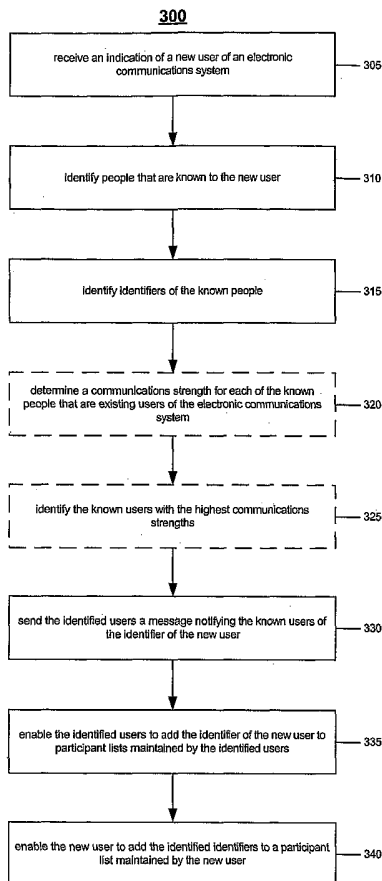 300
receive an indication of a new user of an electronic
communications system
305
identify people that are known to the new user
310
identify identifiers of the known people
315
determine a communications strength for each of the known
people that are existing users of the electronic communications
system
320
identify the known users with the highest communications
strengths
325
send the identified users a message notifying the known users of
the identifier of the new user
330
enable the identified users to add the identifier of the new user to
participant lists maintained by the identified users
335
enable the new user to add the identified identifiers to a participant
list maintained by the new user
340